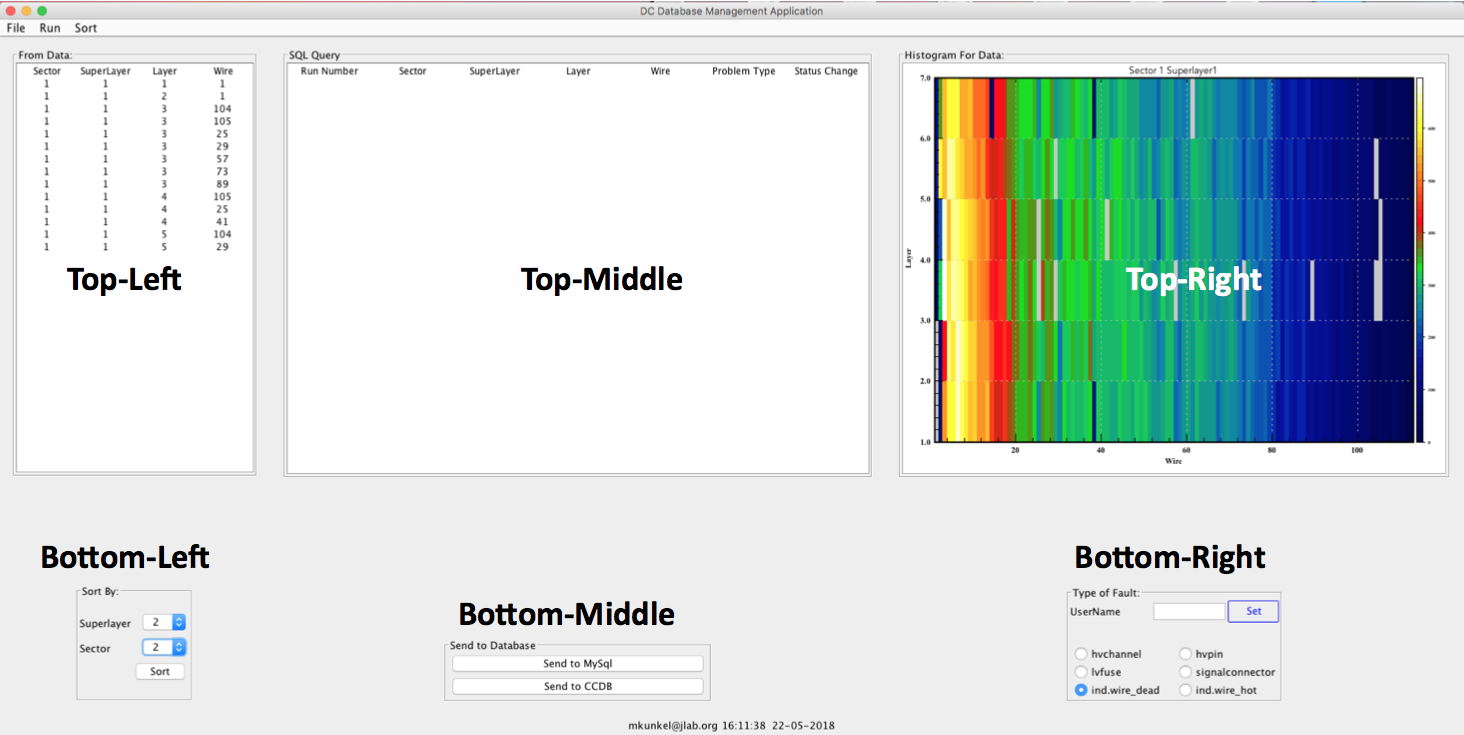 DC Database Management Application
File Run Sort
From Data:
Sector SuperLayer Layer Wire
1 1 1 1
1 1 2 1
1 1 3 104
1 1 3 105
1 1 3 25
1 1 3 29
1 1 3 57
1 1 3 73
1 1 3 89
1 1 4 105
1 1 4 25
1 1 4 41
1 1 5 104
1 1 5 29
Top-Left
SQL Query
Run Number Sector SuperLayer Layer Wire Problem Type Status Change
Top-Middle
Histogram For Data:
Sector 1 Superlayer1
7.0
6.0
5.0
4.0
3.0
2.0
1.0
Layer
20 40 60 80 100
Wire
600
500
400
300
200
100
0
Top-Right
Bottom-Left
Sort By:
Superlayer 2
Sector 2
Sort
Bottom-Middle
Send to Database
Send to MySql
Send to CCDB
Bottom-Right
Type of Fault:
UserName Set
hvchannel hvpin
lvfuse signalconnector
ind.wire_dead ind.wire_hot
mkunkel@jlab.org 16:11:38 22-05-2018